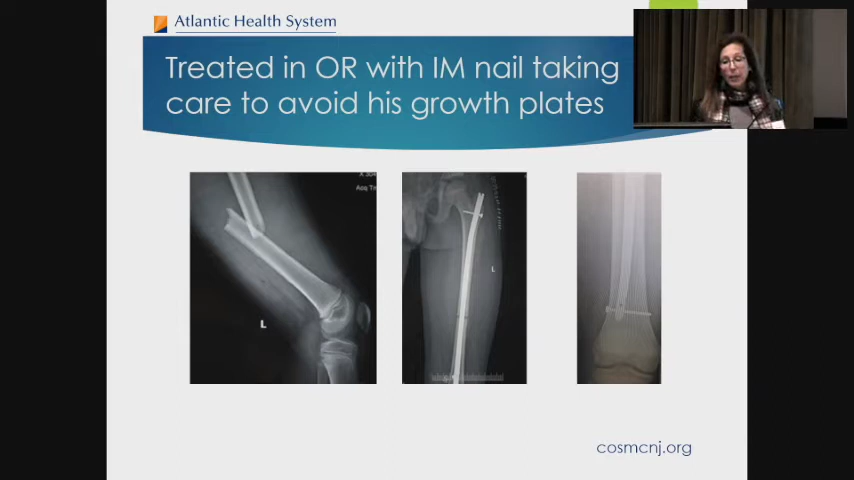 Atlantic Health System
Treated in OR with IM nail taking
care to avoid his growth plates
L
L
cosmcnj.org